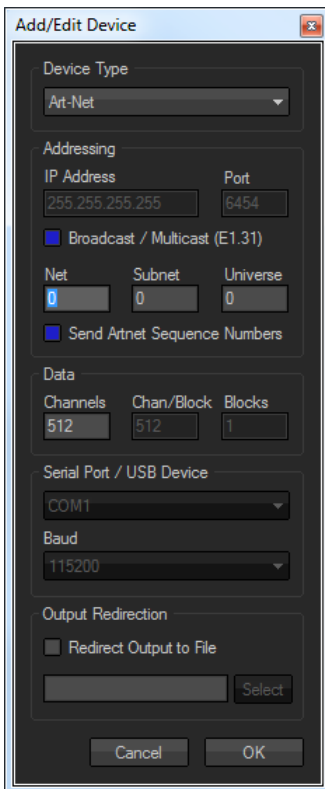 Add/Edit Device
Device Type
Art-Net
Addressing
IP Address Port
255.255.255.255 6454
Broadcast / Multicast (E1.31)
Net Subnet Universe
0 0 0
Send Artnet Sequence Numbers
Data
Channels Chan/Block Blocks
512 512 1
Serial Port / USB Device
COM1
Baud
115200
Output Redirection
Redirect Output to File
Select
Cancel OK